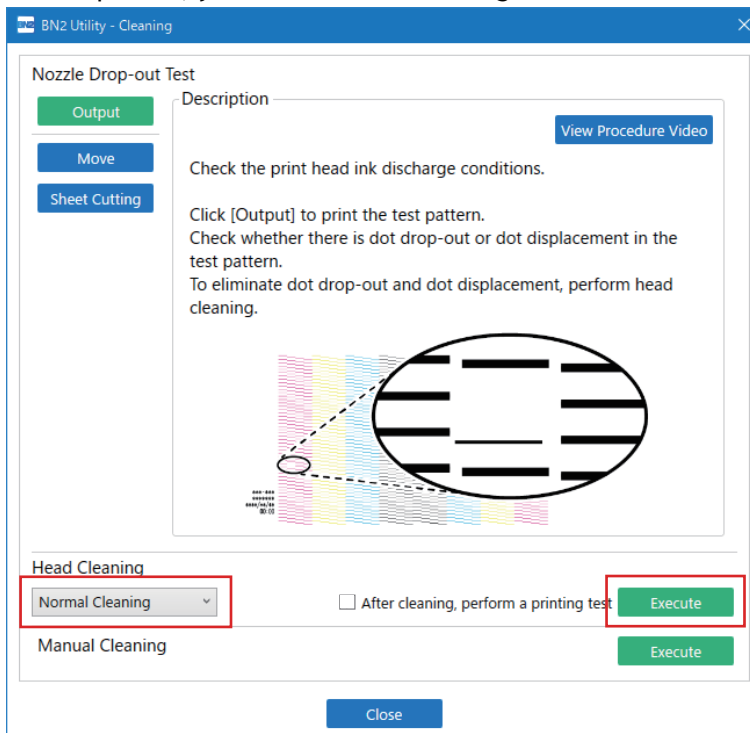 BN2 Utility - Cleaning
Nozzle Drop-out Test
Output
Description
View Procedure Video
Move
Sheet Cutting
Check the print head ink discharge conditions.
Click [Output] to print the test pattern.
Check whether there is dot drop-out or dot displacement in the
test pattern.
To eliminate dot drop-out and dot displacement, perform head
cleaning.
Head Cleaning
Normal Cleaning
After cleaning, perform a printing test
Execute
Manual Cleaning
Execute
Close